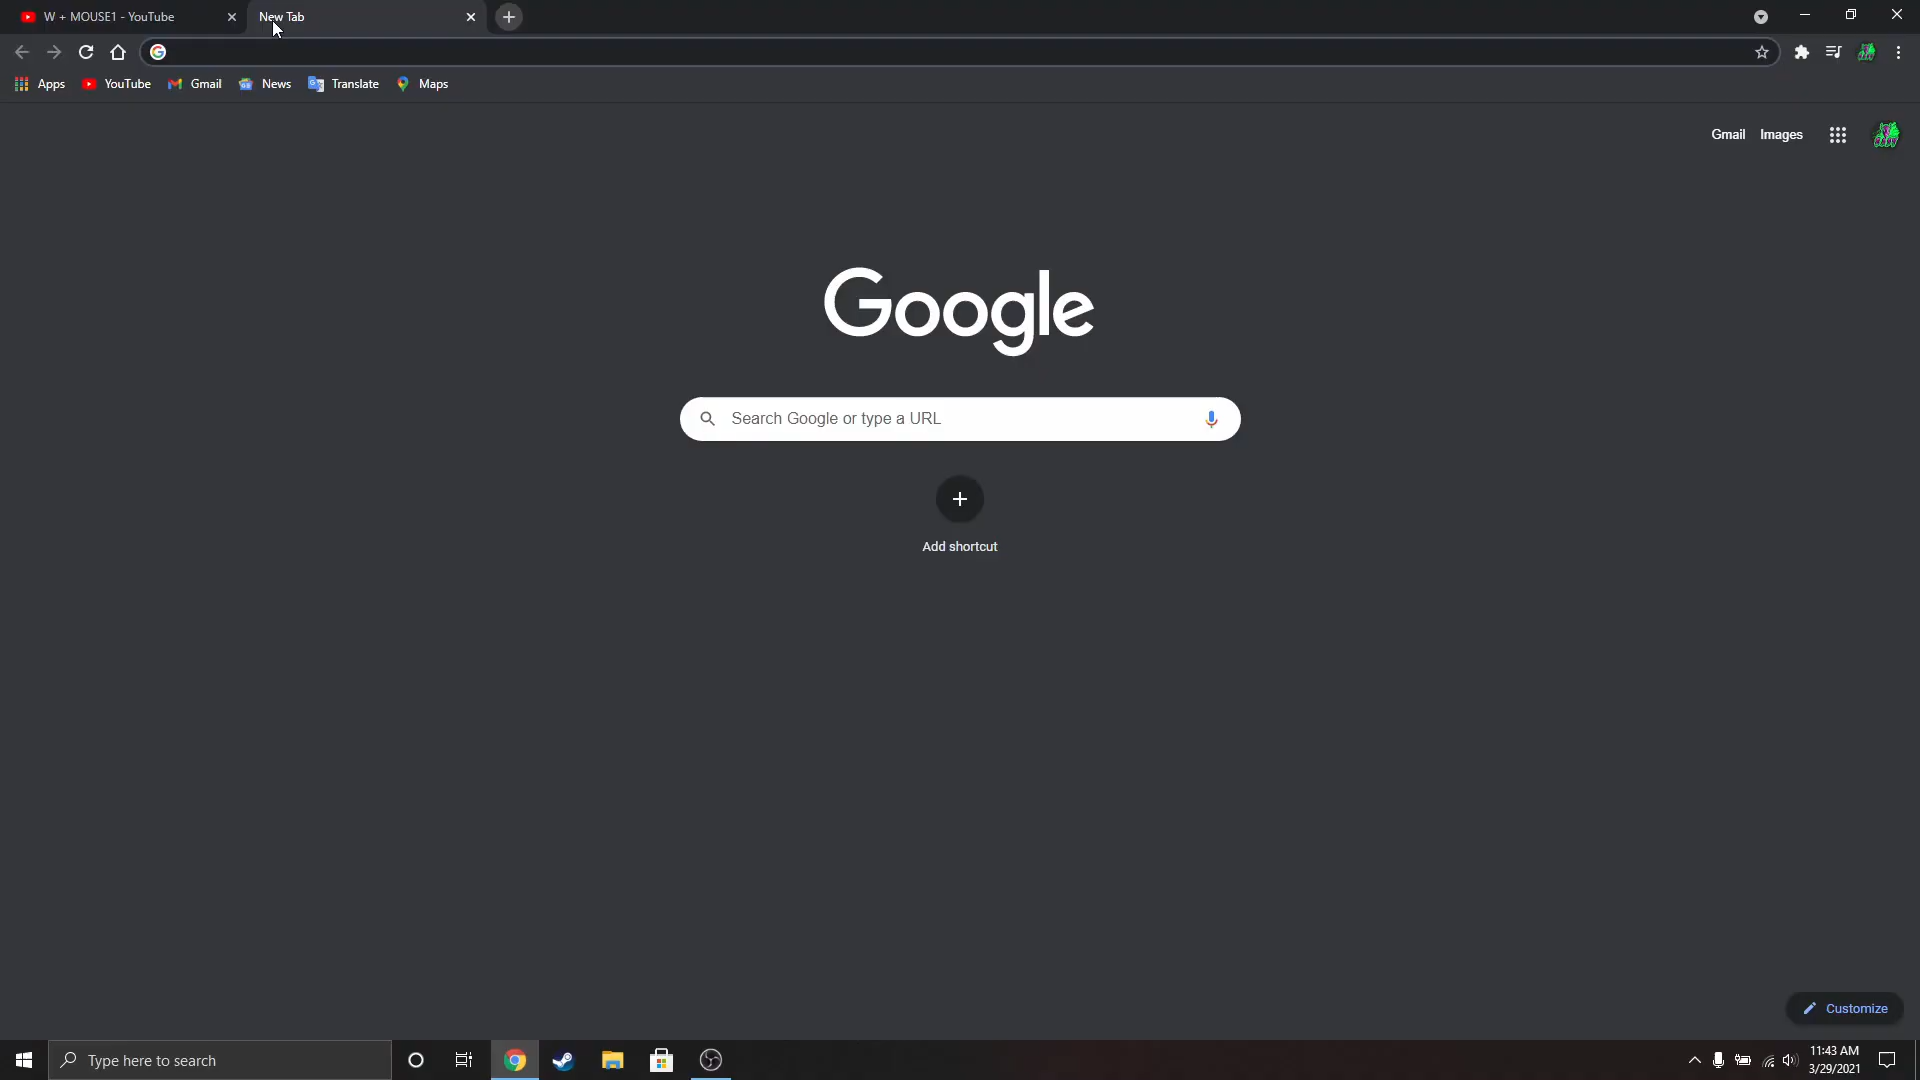 W + MOUSE1 - YouTube
New Tab
Apps
YouTube
Gmail
News
Translate
Maps
Gmail
Images
Google
Search Google or type a URL
Add shortcut
Customize
Type here to search
11:43 AM
3/29/2021